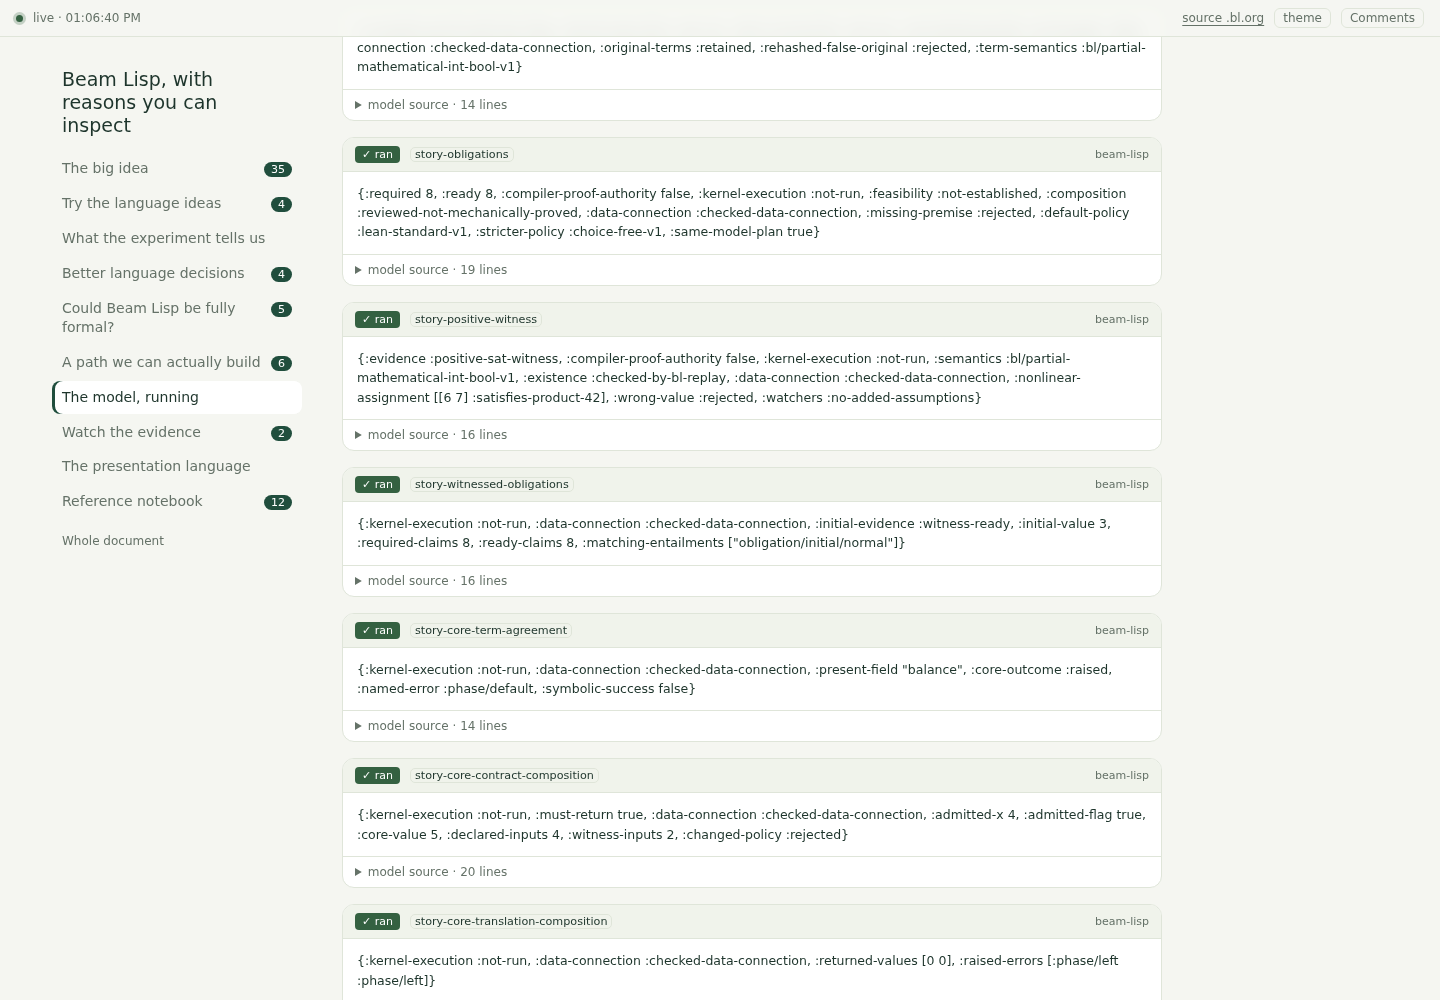 live · 01:06:40 PM
source .bl.org
theme
Comments
Beam Lisp, with
reasons you can
inspect
The big idea 35
Try the language ideas 4
What the experiment tells us
Better language decisions 4
Could Beam Lisp be fully 5
formal?
A path we can actually build 6
The model, running
Watch the evidence 2
The presentation language
Reference notebook 12
Whole document
connection :checked-data-connection, :original-terms :retained, :rehashed-false-original :rejected, :term-semantics :bl/partial-
mathematical-int-bool-v1}
▶ model source · 14 lines
✓ ran story-obligations beam-lisp
{:required 8, :ready 8, :compiler-proof-authority false, :kernel-execution :not-run, :feasibility :not-established, :composition
:reviewed-not-mechanically-proved, :data-connection :checked-data-connection, :missing-premise :rejected, :default-policy
:lean-standard-v1, :stricter-policy :choice-free-v1, :same-model-plan true}
▶ model source · 19 lines
✓ ran story-positive-witness beam-lisp
{:evidence :positive-sat-witness, :compiler-proof-authority false, :kernel-execution :not-run, :semantics :bl/partial-
mathematical-int-bool-v1, :existence :checked-by-bl-replay, :data-connection :checked-data-connection, :nonlinear-
assignment [[6 7] :satisfies-product-42], :wrong-value :rejected, :watchers :no-added-assumptions}
▶ model source · 16 lines
✓ ran story-witnessed-obligations beam-lisp
{:kernel-execution :not-run, :data-connection :checked-data-connection, :initial-evidence :witness-ready, :initial-value 3,
:required-claims 8, :ready-claims 8, :matching-entailments ["obligation/initial/normal"]}
▶ model source · 16 lines
✓ ran story-core-term-agreement beam-lisp
{:kernel-execution :not-run, :data-connection :checked-data-connection, :present-field "balance", :core-outcome :raised,
:named-error :phase/default, :symbolic-success false}
▶ model source · 14 lines
✓ ran story-core-contract-composition beam-lisp
{:kernel-execution :not-run, :must-return true, :data-connection :checked-data-connection, :admitted-x 4, :admitted-flag true,
:core-value 5, :declared-inputs 4, :witness-inputs 2, :changed-policy :rejected}
▶ model source · 20 lines
✓ ran story-core-translation-composition beam-lisp
{:kernel-execution :not-run, :data-connection :checked-data-connection, :returned-values [0 0], :raised-errors [:phase/left
:phase/left]}